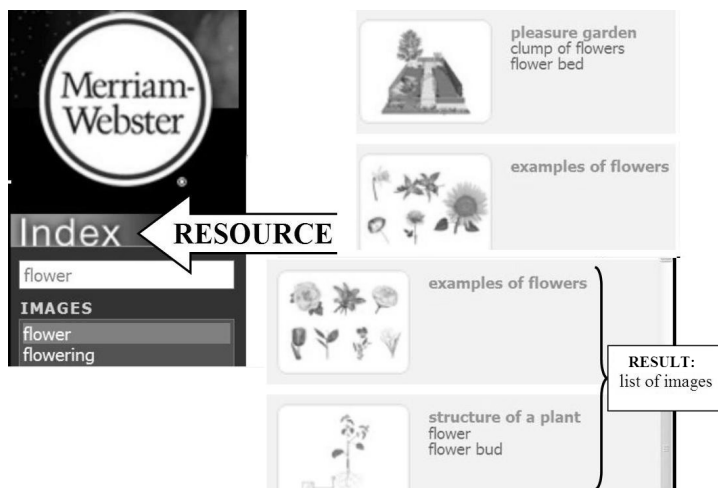 Merriam-
Webster
®
Index
RESOURCE
flower
IMAGES
flower
flowering
pleasure garden
clump of flowers
flower bed
examples of flowers
examples of flowers
structure of a plant
flower
flower bud
RESULT:
list of images